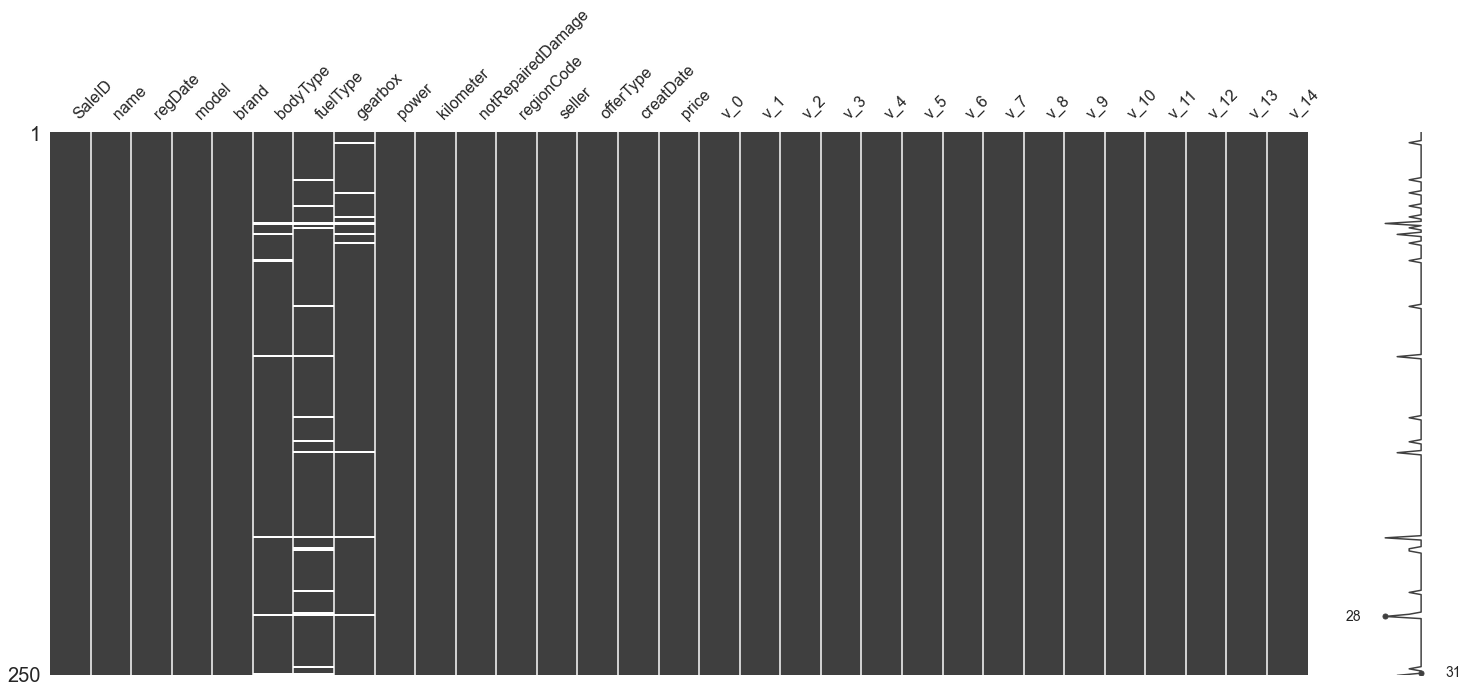 SaleID
name
regDate
model
brand
bodyType
fuelType
gearbox
power
kilometer
notRepairedDamage
regionCode
seller
offerType
creatDate
price
v_0
v_1
v_2
v_3
v_4
v_5
v_6
v_7
v_8
v_9
v_10
v_11
v_12
v_13
v_14
1
28
250
31